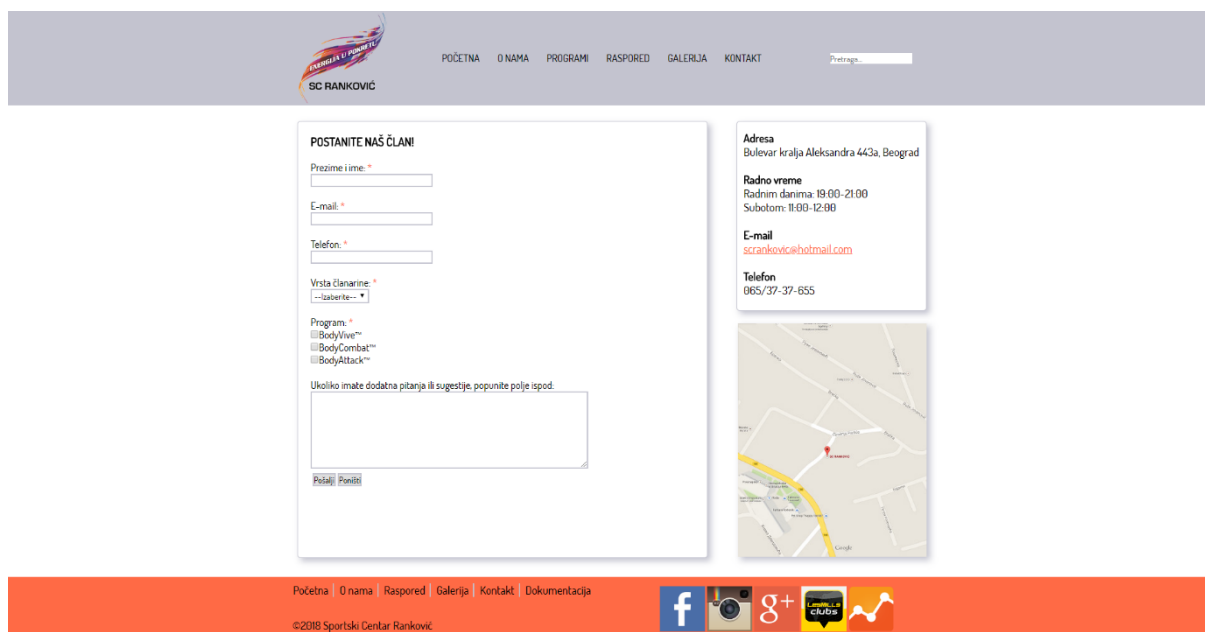 ENERGIJA U POKRETU
SC RANKOVIĆ
POČETNA O NAMA PROGRAMI RASPORED GALERIJA KONTAKT
Pretraga...
POSTANITE NAŠ ČLAN!
Prezime i ime: *
E-mail: *
Telefon: *
Vrsta članarine: *
--Izaberite--
Program: *
BodyVive™
BodyCombat™
BodyAttack™
Ukoliko imate dodatna pitanja ili sugestije, popunite polje ispod:
Pošalji Poništi
Adresa
Bulevar kralja Aleksandra 443a, Beograd
Radno vreme
Radnim danima: 19:00-21:00
Subotom: 11:00-12:00
E-mail
scrankovic@hotmail.com
Telefon
065/37-37-655
SC RANKOVIĆ
Google
Početna O nama Raspored Galerija Kontakt Dokumentacija
©2018 Sportski Centar Ranković
f
g+
LesMILLS
clubs